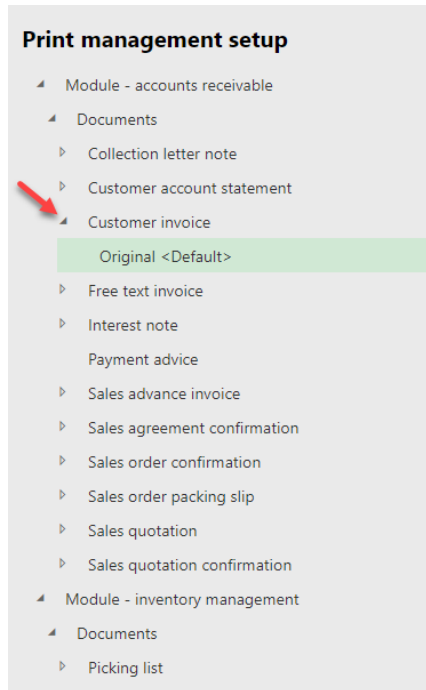 Print management setup
Module - accounts receivable
Documents
Collection letter note
Customer account statement
Customer invoice
Original <Default>
Free text invoice
Interest note
Payment advice
Sales advance invoice
Sales agreement confirmation
Sales order confirmation
Sales order packing slip
Sales quotation
Sales quotation confirmation
Module - inventory management
Documents
Picking list